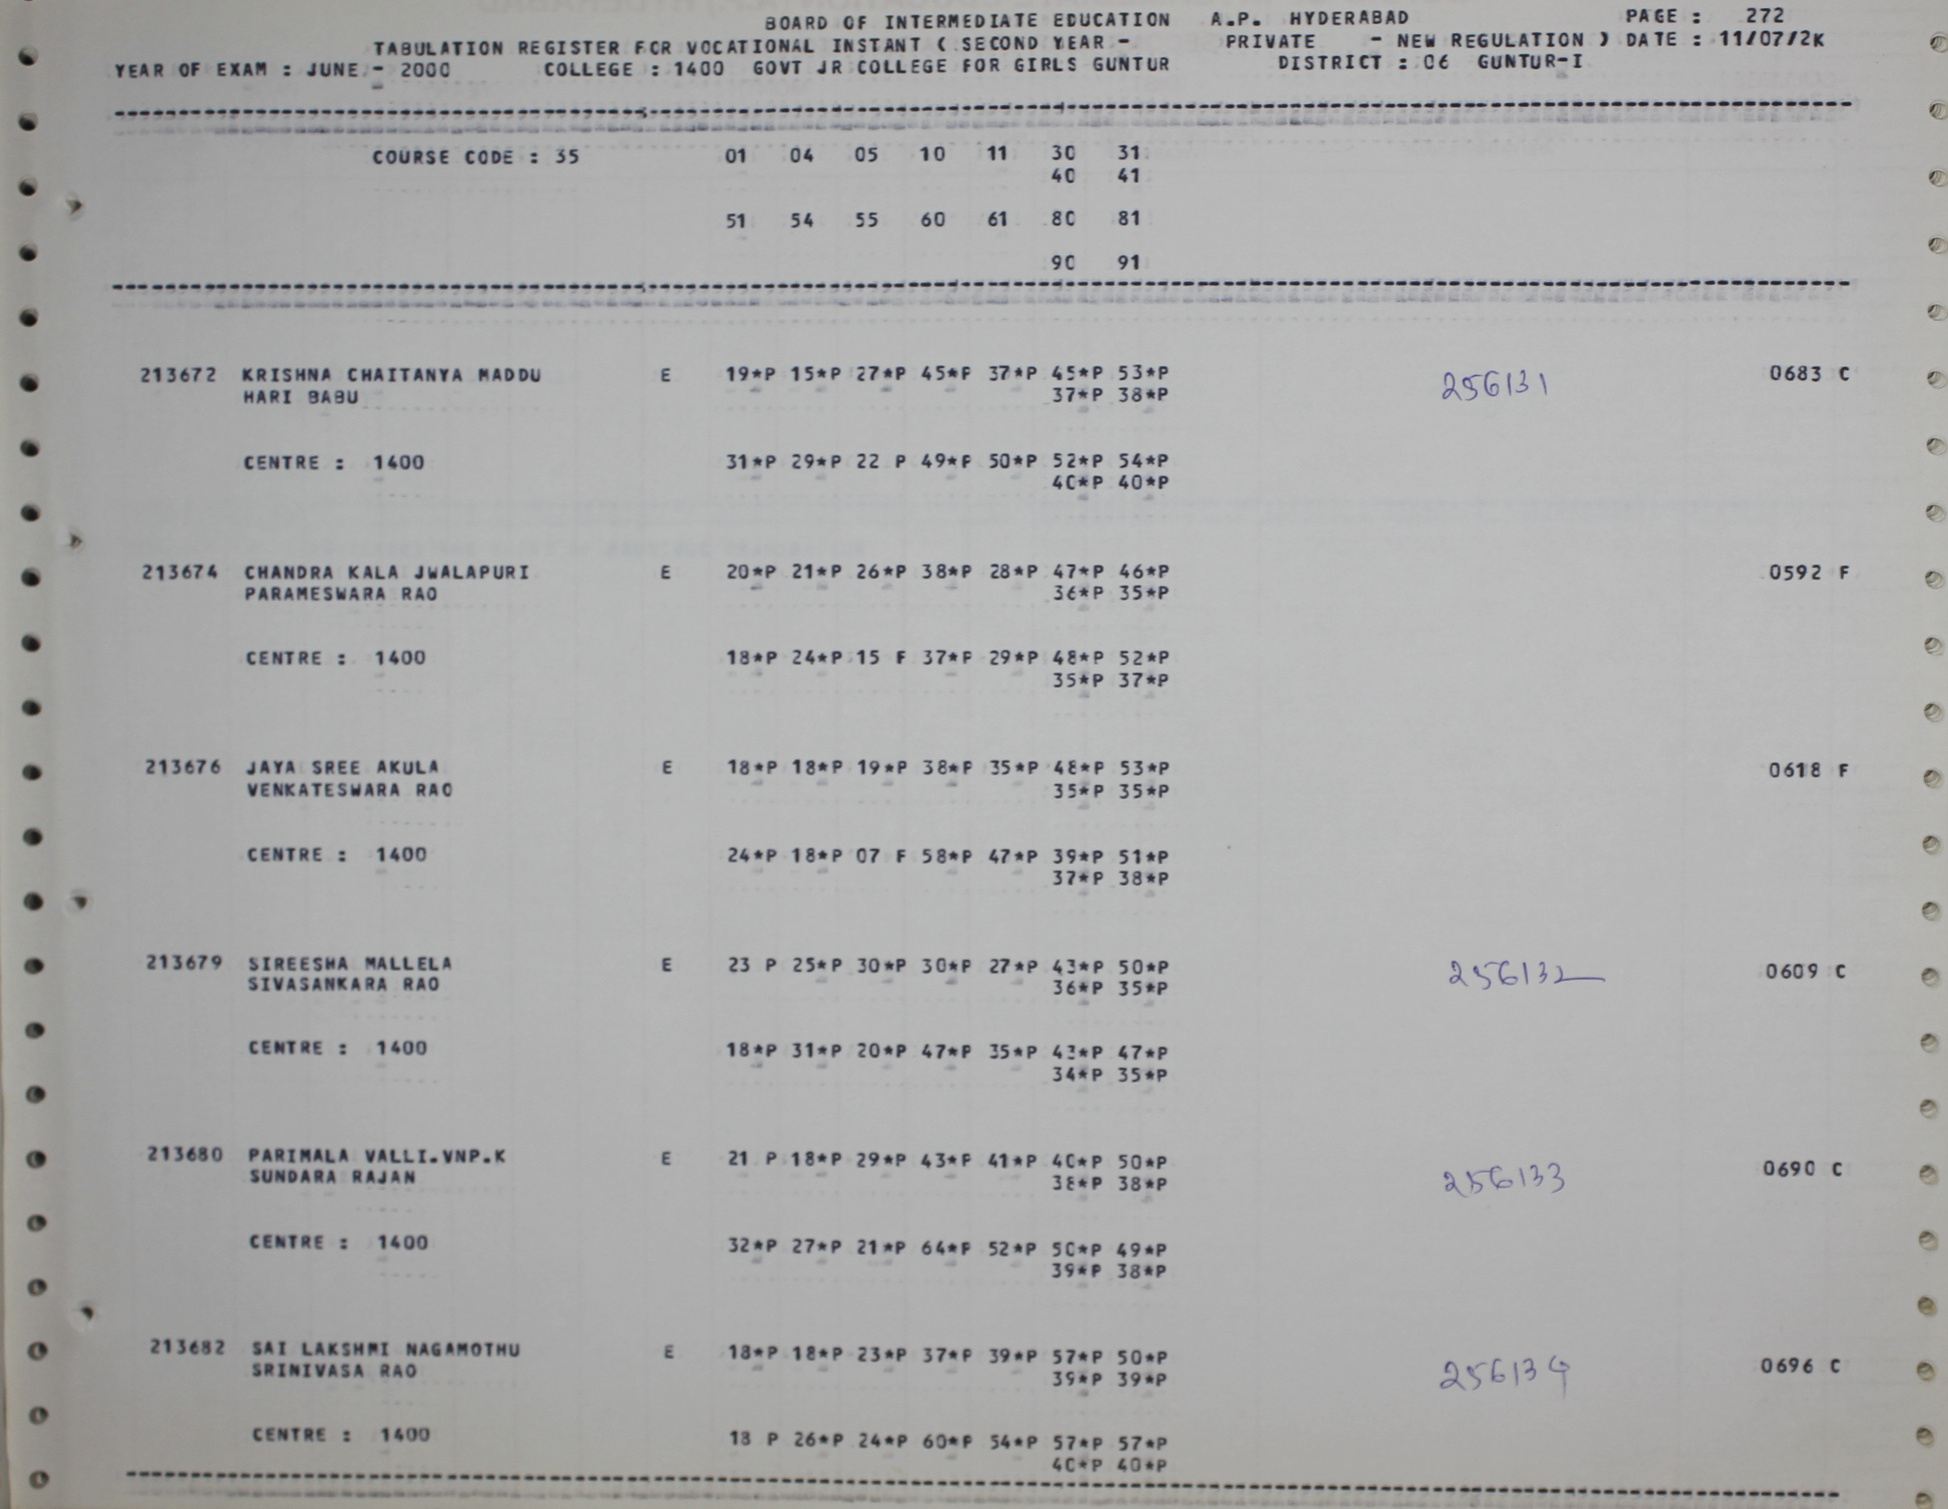 BOARD OF INTERMEDIATE EDUCATION A.P. HYDERABAD PAGE : 272
TABULATION REGISTER FOR VOCATIONAL INSTANT ( SECOND YEAR - PRIVATE - NEW REGULATION ) DATE : 11/07/2K
YEAR OF EXAM : JUNE - 2000 COLLEGE : 1400 GOVT JR COLLEGE FOR GIRLS GUNTUR DISTRICT : 06 GUNTUR-I
COURSE CODE : 35 01 04 05 10 11 30 31
40 41
51 54 55 60 61 80 81
90 91
213672 KRISHNA CHAITANYA MADDU E 19*P 15*P 27*P 45*P 37*P 45*P 53*P 256131 0683 C
HARI BABU 37*P 38*P
CENTRE : 1400 31*P 29*P 22 P 49*P 50*P 52*P 54*P
40*P 40*P
213674 CHANDRA KALA JWALAPURI E 20*P 21*P 26*P 38*P 28*P 47*P 46*P 0592 F
PARAMESWARA RAO 36*P 35*P
CENTRE : 1400 18*P 24*P 15 F 37*P 29*P 48*P 52*P
35*P 37*P
213676 JAYA SREE AKULA E 18*P 18*P 19*P 38*P 35*P 48*P 53*P 0618 F
VENKATESWARA RAO 35*P 35*P
CENTRE : 1400 24*P 18*P 07 F 58*P 47*P 39*P 51*P
37*P 38*P
213679 SIREESHA MALLELA E 23 P 25*P 30*P 30*P 27*P 43*P 50*P 256132 0609 C
SIVASANKARA RAO 36*P 35*P
CENTRE : 1400 18*P 31*P 20*P 47*P 35*P 43*P 47*P
34*P 35*P
213680 PARIMALA VALLI.VNP.K E 21 P 18*P 29*P 43*P 41*P 40*P 50*P 256133 0690 C
SUNDARA RAJAN 38*P 38*P
CENTRE : 1400 32*P 27*P 21*P 64*P 52*P 50*P 49*P
39*P 38*P
213682 SAI LAKSHMI NAGAMOTHU E 18*P 18*P 23*P 37*P 39*P 57*P 50*P 256134 0696 C
SRINIVASA RAO 39*P 39*P
CENTRE : 1400 18 P 26*P 24*P 60*P 54*P 57*P 57*P
40*P 40*P